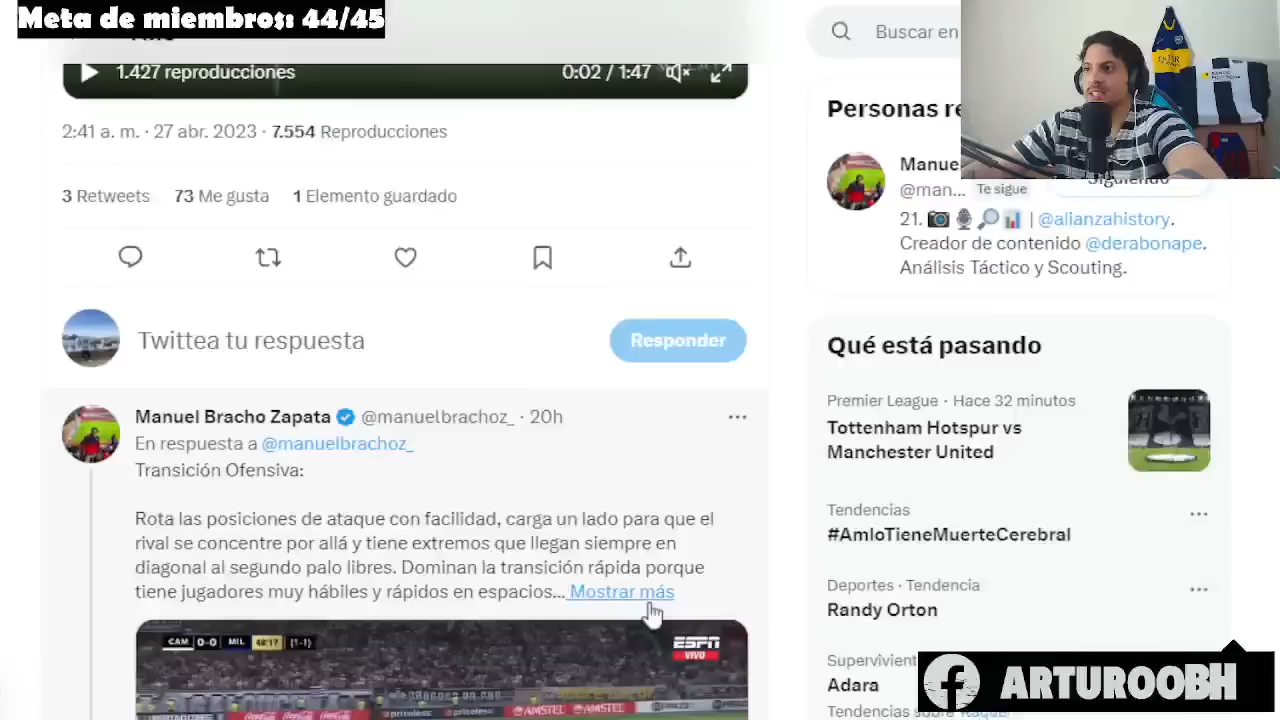 Meta de miembros: 44/45
Buscar en
1.427 reproducciones
0:02 / 1:47
2:41 a. m. · 27 abr. 2023 · 7.554 Reproducciones
3 Retweets 73 Me gusta 1 Elemento guardado
Twittea tu respuesta
Responder
Manuel Bracho Zapata @manuelbrachoz_ · 20h
En respuesta a @manuelbrachoz_
Transición Ofensiva:
Rota las posiciones de ataque con facilidad, carga un lado para que el
rival se concentre por allá y tiene extremos que llegan siempre en
diagonal al segundo palo libres. Dominan la transición rápida porque
tiene jugadores muy hábiles y rápidos en espacios... Mostrar más
CAM 0-0 MIL 48:17 (1-1)
ESPN
VIVO
AMSTEL AMSTEL
Personas re
Manue
@man... Te sigue
Siguiendo
21. | @alianzahistory.
Creador de contenido @derabonape.
Análisis Táctico y Scouting.
Qué está pasando
Premier League · Hace 32 minutos
Tottenham Hotspur vs
Manchester United
Tendencias
#AmloTieneMuerteCerebral
Deportes · Tendencia
Randy Orton
Supervivient
Adara
Tendencias sobre Raquel
ARTUROOBH